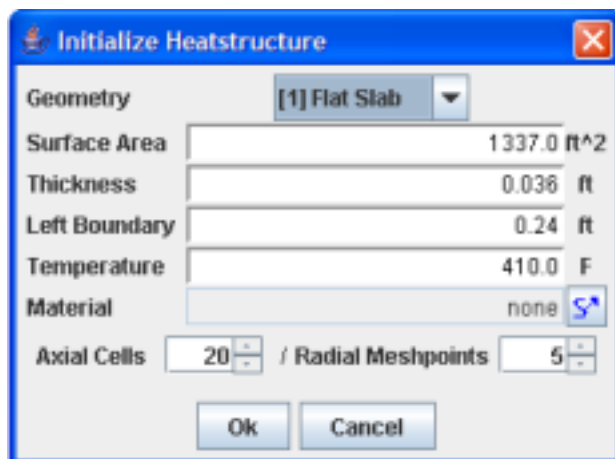 Initialize Heatstructure
Geometry [1] Flat Slab
Surface Area 1337.0 ft^2
Thickness 0.036 ft
Left Boundary 0.24 ft
Temperature 410.0 F
Material none S
Axial Cells 20 / Radial Meshpoints 5
Ok Cancel